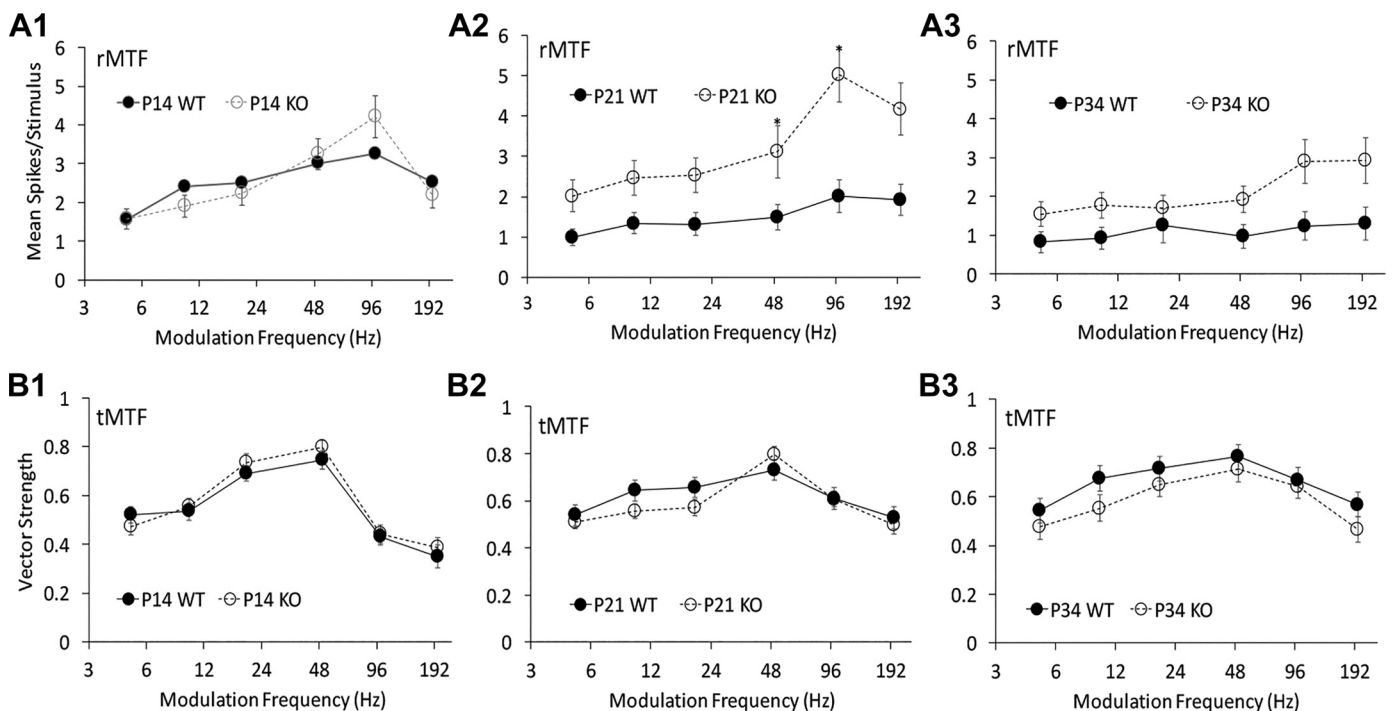 A1
rMTF
6
5
4
3
2
1
0
Mean Spikes/Stimulus
P14 WT P14 KO
3 6 12 24 48 96 192
Modulation Frequency (Hz)
A2
rMTF
6
5
4
3
2
1
0
P21 WT P21 KO
*
*
3 6 12 24 48 96 192
Modulation Frequency (Hz)
A3
rMTF
6
5
4
3
2
1
0
P34 WT P34 KO
3 6 12 24 48 96 192
Modulation Frequency (Hz)
B1
tMTF
1
0.8
0.6
0.4
0.2
0
Vector Strength
P14 WT P14 KO
3 6 12 24 48 96 192
Modulation Frequency (Hz)
B2
tMTF
1
0.8
0.6
0.4
0.2
0
P21 WT P21 KO
3 6 12 24 48 96 192
Modulation Frequency (Hz)
B3
tMTF
1
0.8
0.6
0.4
0.2
0
P34 WT P34 KO
3 6 12 24 48 96 192
Modulation Frequency (Hz)